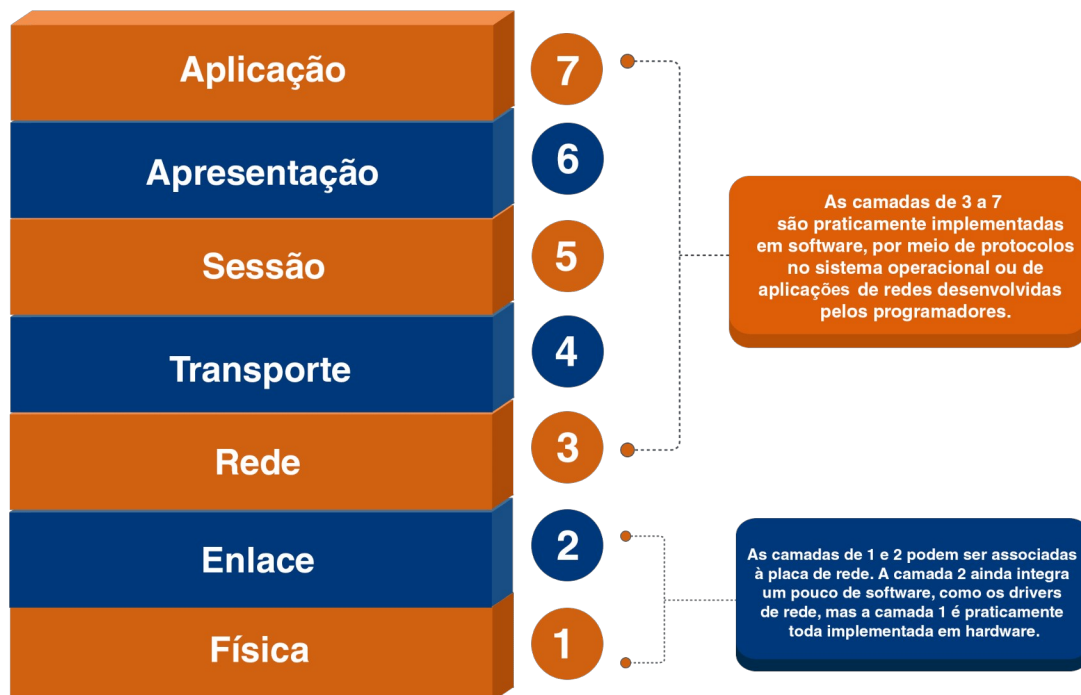 Aplicação
7
Apresentação
6
Sessão
5
Transporte
4
Rede
3
Enlace
2
Física
1
As camadas de 3 a 7
são praticamente implementadas
em software, por meio de protocolos
no sistema operacional ou de
aplicações de redes desenvolvidas
pelos programadores.
As camadas de 1 e 2 podem ser associadas
à placa de rede. A camada 2 ainda integra
um pouco de software, como os drivers
de rede, mas a camada 1 é praticamente
toda implementada em hardware.